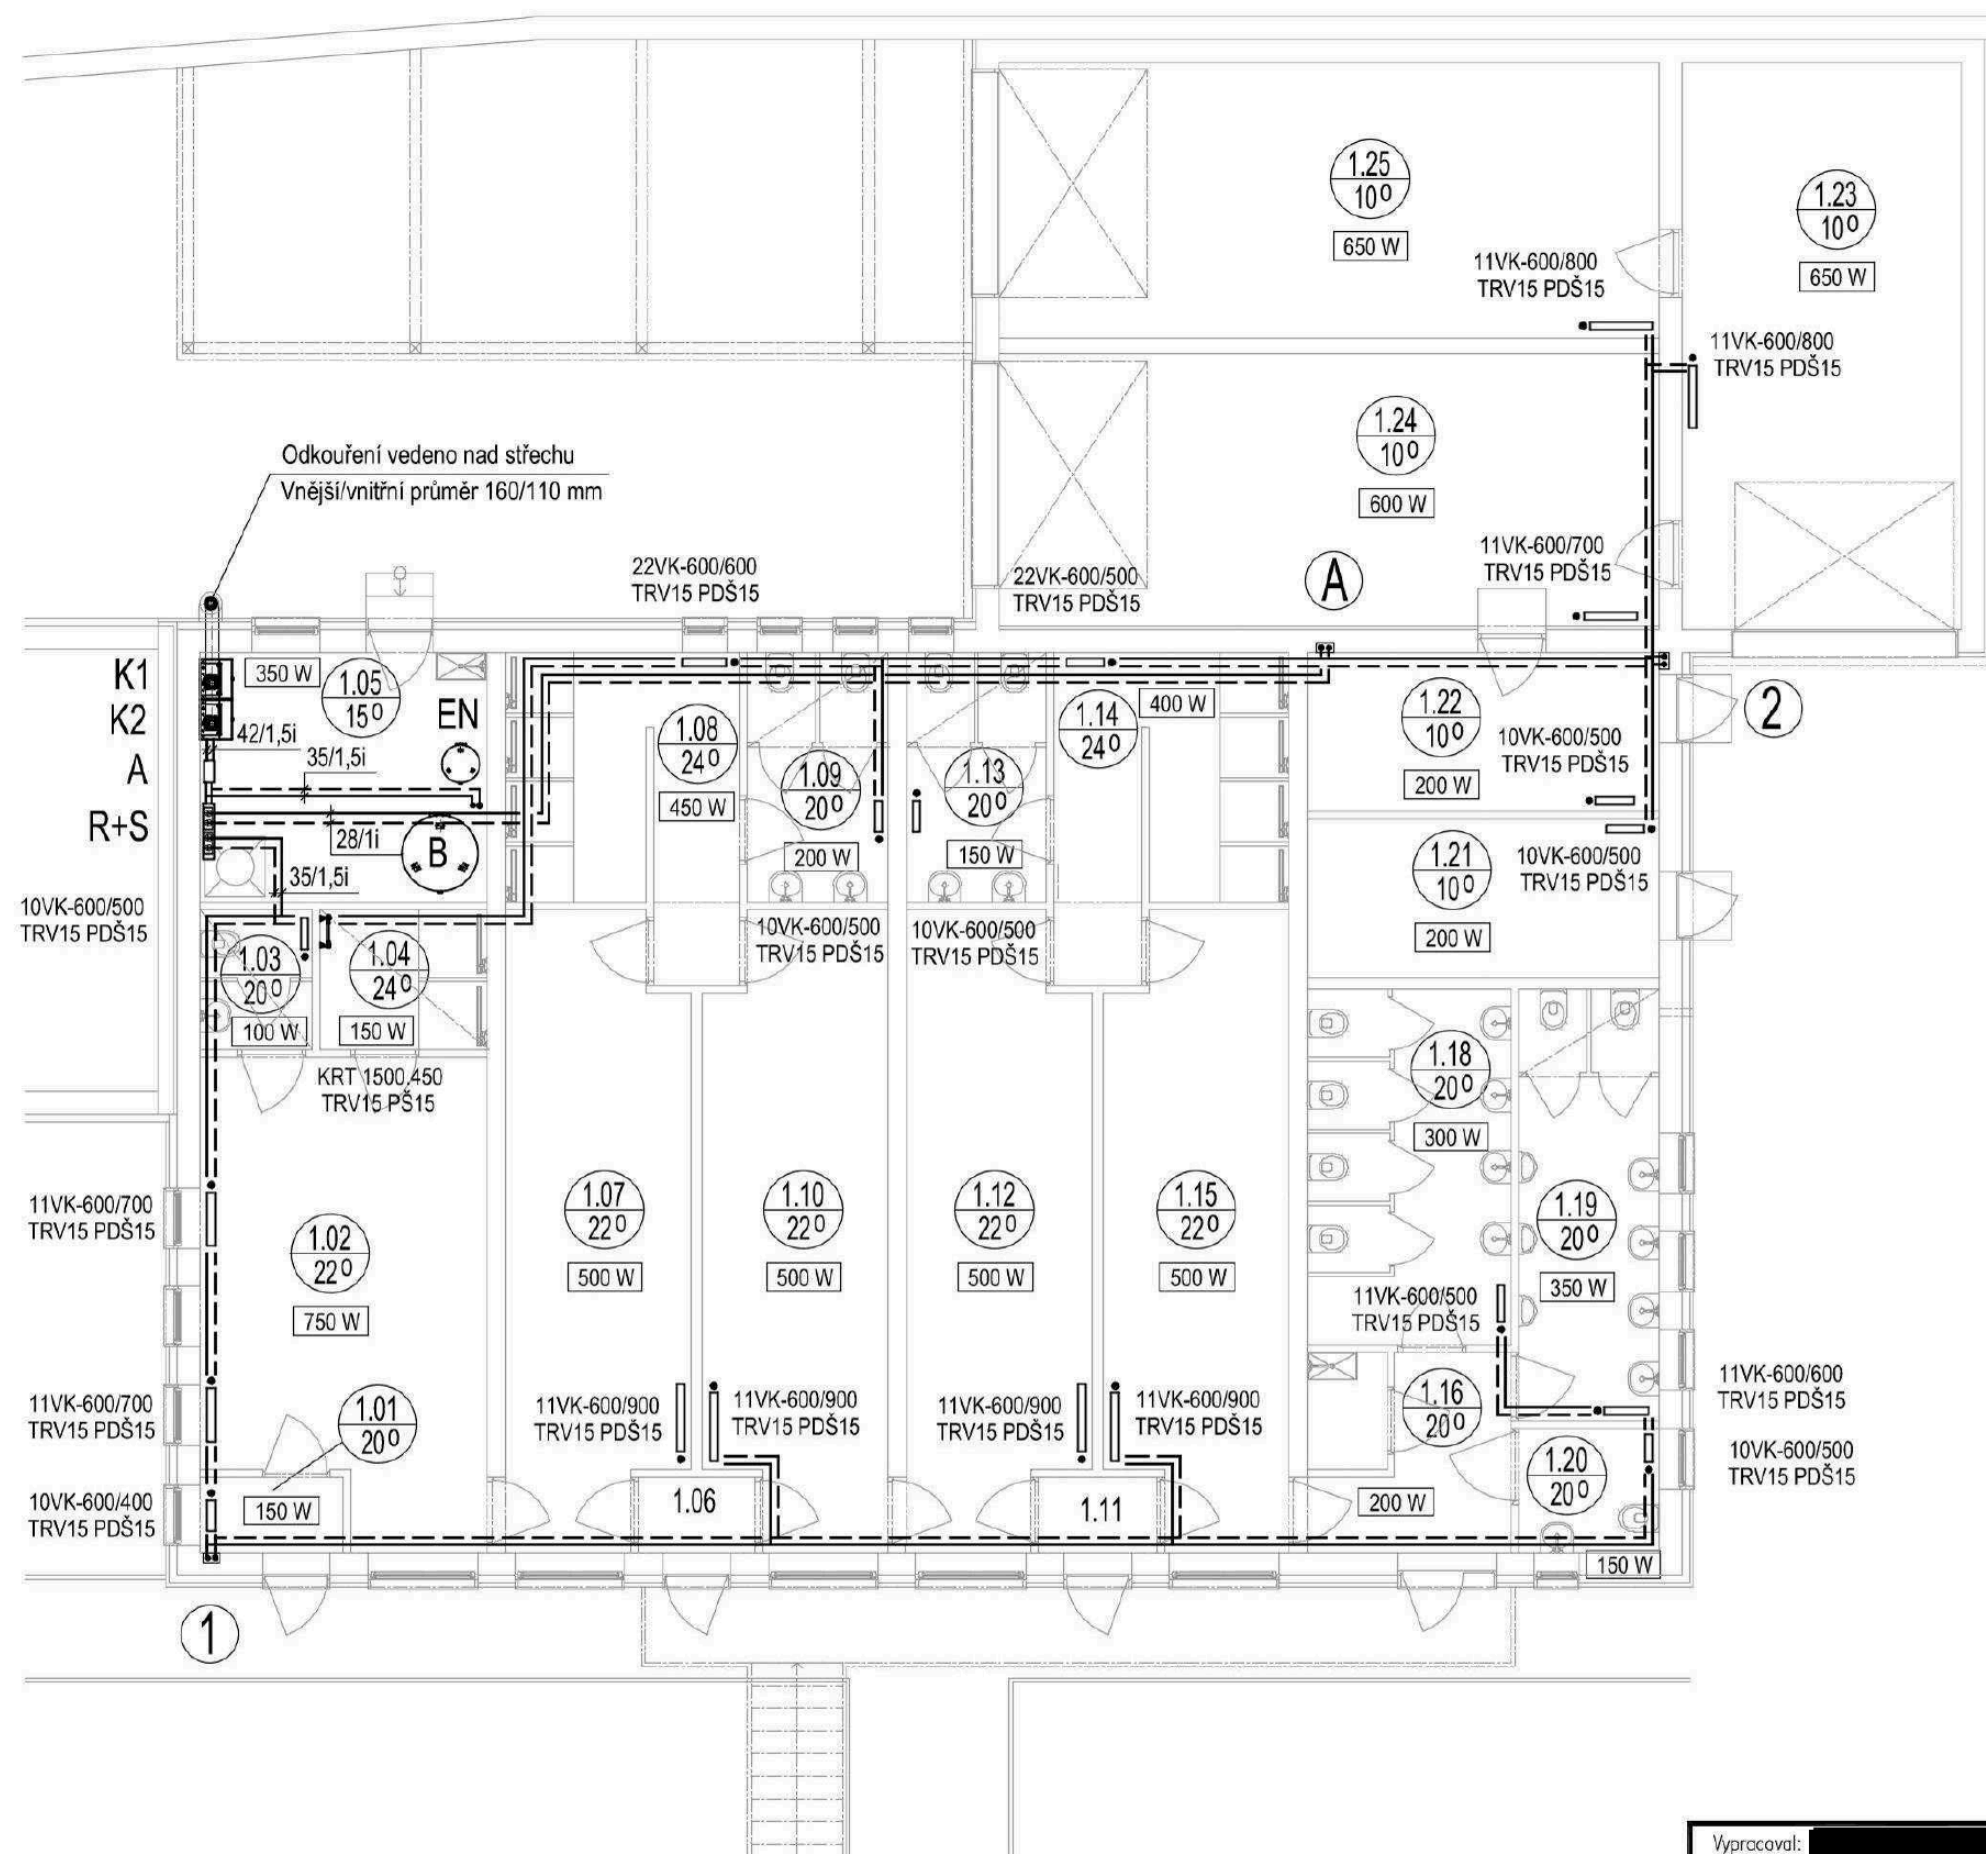 1.25
10⁰
650 W
11VK-600/800
TRV15 PDŠ15
1.23
10⁰
650 W
11VK-600/800
TRV15 PDŠ15
1.24
10⁰
600 W
Odkouření vedeno nad střechu
Vnější/vnitřní průměr 160/110 mm
22VK-600/600
TRV15 PDŠ15
22VK-600/500
TRV15 PDŠ15
A
11VK-600/700
TRV15 PDŠ15
K1
K2
A
R+S
350 W
1.05
15⁰
EN
42/1,5i
35/1,5i
28/1i
B
35/1,5i
1.08
24⁰
450 W
1.09
20⁰
200 W
1.13
20⁰
150 W
1.14
24⁰
400 W
1.22
10⁰
200 W
10VK-600/500
TRV15 PDŠ15
2
1.21
10⁰
200 W
10VK-600/500
TRV15 PDŠ15
10VK-600/500
TRV15 PDŠ15
1.03
20⁰
100 W
1.04
24⁰
150 W
KRT 1500.450
TRV15 PŠ15
10VK-600/500
TRV15 PDŠ15
10VK-600/500
TRV15 PDŠ15
1.18
20⁰
300 W
11VK-600/700
TRV15 PDŠ15
1.02
22⁰
750 W
1.07
22⁰
500 W
1.10
22⁰
500 W
1.12
22⁰
500 W
1.15
22⁰
500 W
1.19
20⁰
350 W
11VK-600/500
TRV15 PDŠ15
11VK-600/700
TRV15 PDŠ15
1.01
20⁰
11VK-600/900
TRV15 PDŠ15
11VK-600/900
TRV15 PDŠ15
11VK-600/900
TRV15 PDŠ15
11VK-600/900
TRV15 PDŠ15
1.16
20⁰
11VK-600/600
TRV15 PDŠ15
10VK-600/500
TRV15 PDŠ15
10VK-600/400
TRV15 PDŠ15
150 W
1.06
1.11
200 W
1.20
20⁰
150 W
1
Vypracoval: